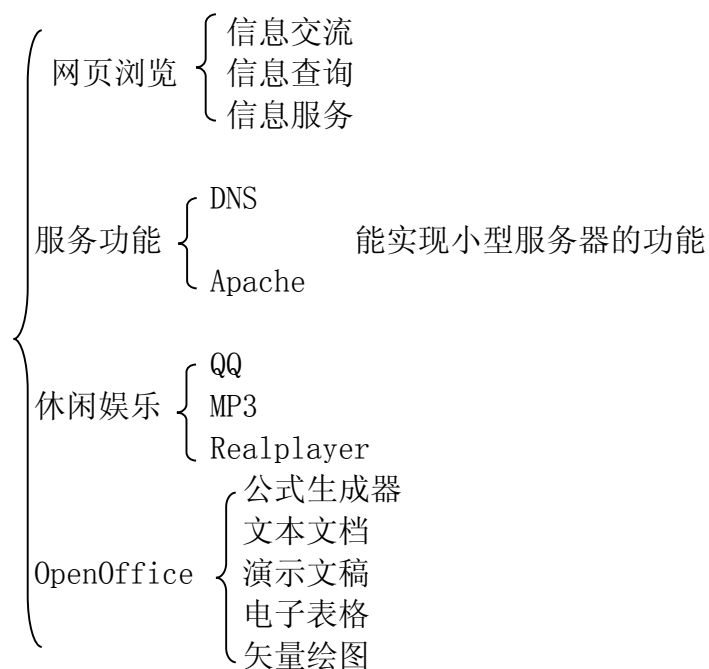 信息交流
网页浏览 信息查询
信息服务
DNS
服务功能 能实现小型服务器的功能
Apache
QQ
休闲娱乐 MP3
Realplayer
公式生成器
文本文档
OpenOffice 演示文稿
电子表格
矢量绘图